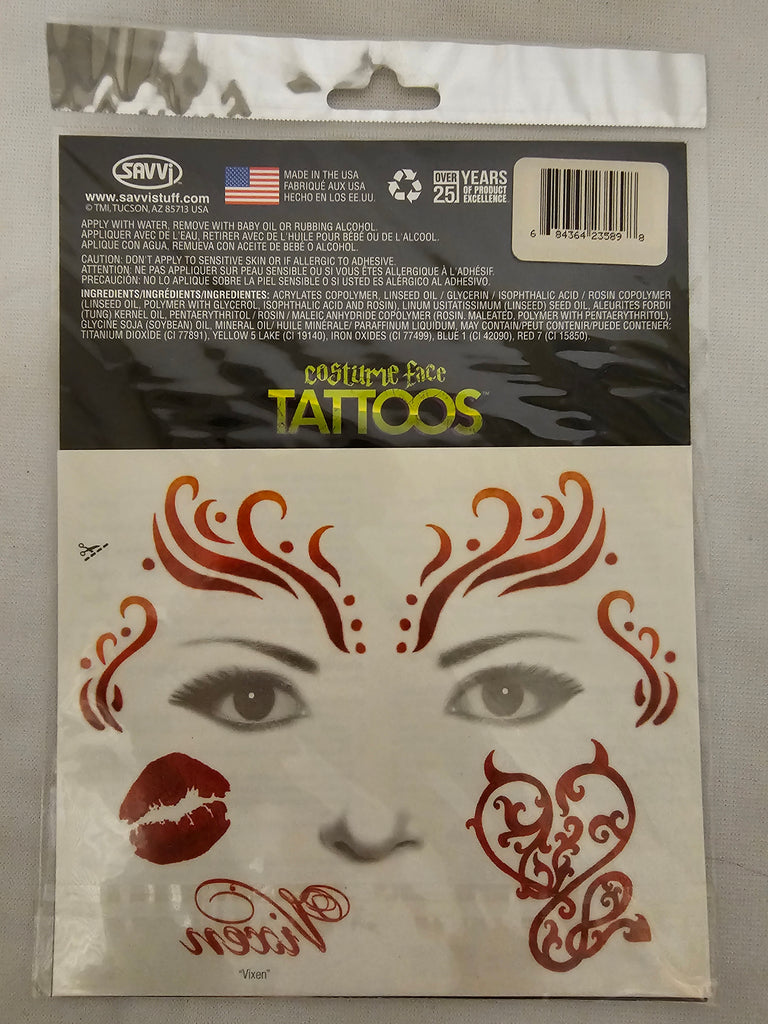 SAVVi™
www.savvistuff.com
© TMI, TUCSON, AZ 85713 USA
MADE IN THE USA
FABRIQUÉ AUX USA
HECHO EN LOS EE.UU.
OVER 25 YEARS
OF PRODUCT
EXCELLENCE
6 84364 23589 8
APPLY WITH WATER, REMOVE WITH BABY OIL OR RUBBING ALCOHOL.
APPLIQUER AVEC DE L'EAU, RETIRER AVEC DE L'HUILE POUR BÉBÉ OU DE L'ALCOOL.
APLIQUE CON AGUA, REMUEVA CON ACEITE DE BEBÉ O ALCOHOL.
CAUTION: DON'T APPLY TO SENSITIVE SKIN OR IF ALLERGIC TO ADHESIVE.
ATTENTION: NE PAS APPLIQUER SUR PEAU SENSIBLE OU SI VOUS ÊTES ALLERGIQUE À L'ADHÉSIF.
PRECAUCIÓN: NO LO APLIQUE SOBRE LA PIEL SENSIBLE O SI USTED ES ALÉRGICO AL ADHESIVO.
INGREDIENTS/INGRÉDIENTS/INGREDIENTES: ACRYLATES COPOLYMER, LINSEED OIL / GLYCERIN / ISOPHTHALIC ACID / ROSIN COPOLYMER
(LINSEED OIL, POLYMER WITH GLYCEROL, ISOPHTHALIC ACID AND ROSIN), LINUM USITATISSIMUM (LINSEED) SEED OIL, ALEURITES FORDII
(TUNG) KERNEL OIL, PENTAERYTHRITOL / ROSIN / MALEIC ANHYDRIDE COPOLYMER (ROSIN, MALEATED, POLYMER WITH PENTAERYTHRITOL),
GLYCINE SOJA (SOYBEAN) OIL, MINERAL OIL/ HUILE MINÉRALE/ PARAFFINUM LIQUIDUM, MAY CONTAIN/PEUT CONTENIR/PUEDE CONTENER:
TITANIUM DIOXIDE (CI 77891), YELLOW 5 LAKE (CI 19140), IRON OXIDES (CI 77499), BLUE 1 (CI 42090), RED 7 (CI 15850).
costume face
TATTOOS™
Vixen
"Vixen"